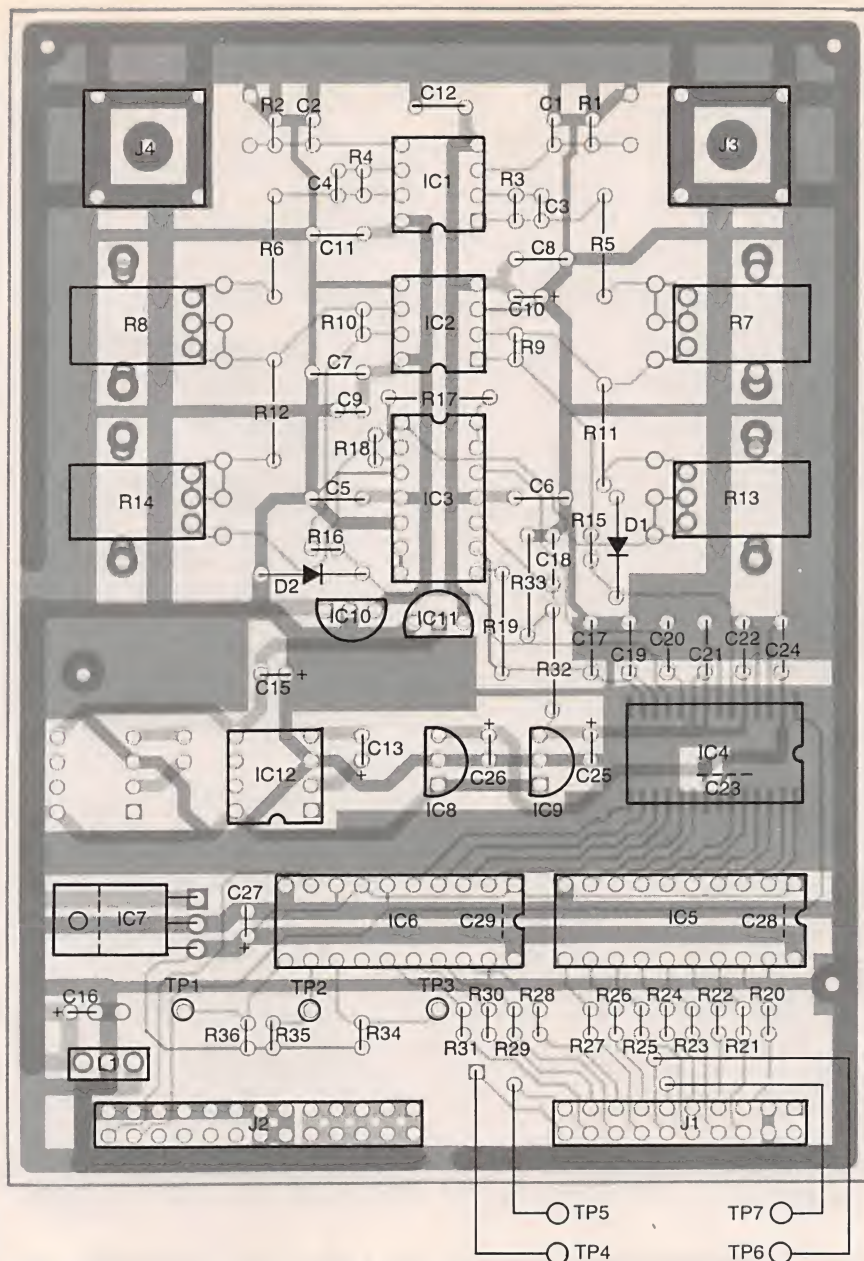 R2 C2 C12 C1 R1
J4 J3
IC1
C4 R4 R3 C3
R6 C11 C8 R5
R8 R10 IC2 C10 + R7
R9
C7
R12 C9 R17 R11
R18
R14 C5 IC3 C6 R13
R16 R15 D1
C18
D2 R33
IC10 IC11 R19
C17 C19 C20 C21 C22 C24
R32
C15 +
IC12 C13 + IC8 + C26 IC9 + C25 IC4
C23
IC7 C27 + IC6 C29 IC5 C28
TP1 TP2 TP3
+ C16
R36 R35 R34 R31 R30 R29 R28 R27 R26 R25 R24 R23 R22 R21 R20
L1
J2 J1
TP5 TP7
TP4 TP6